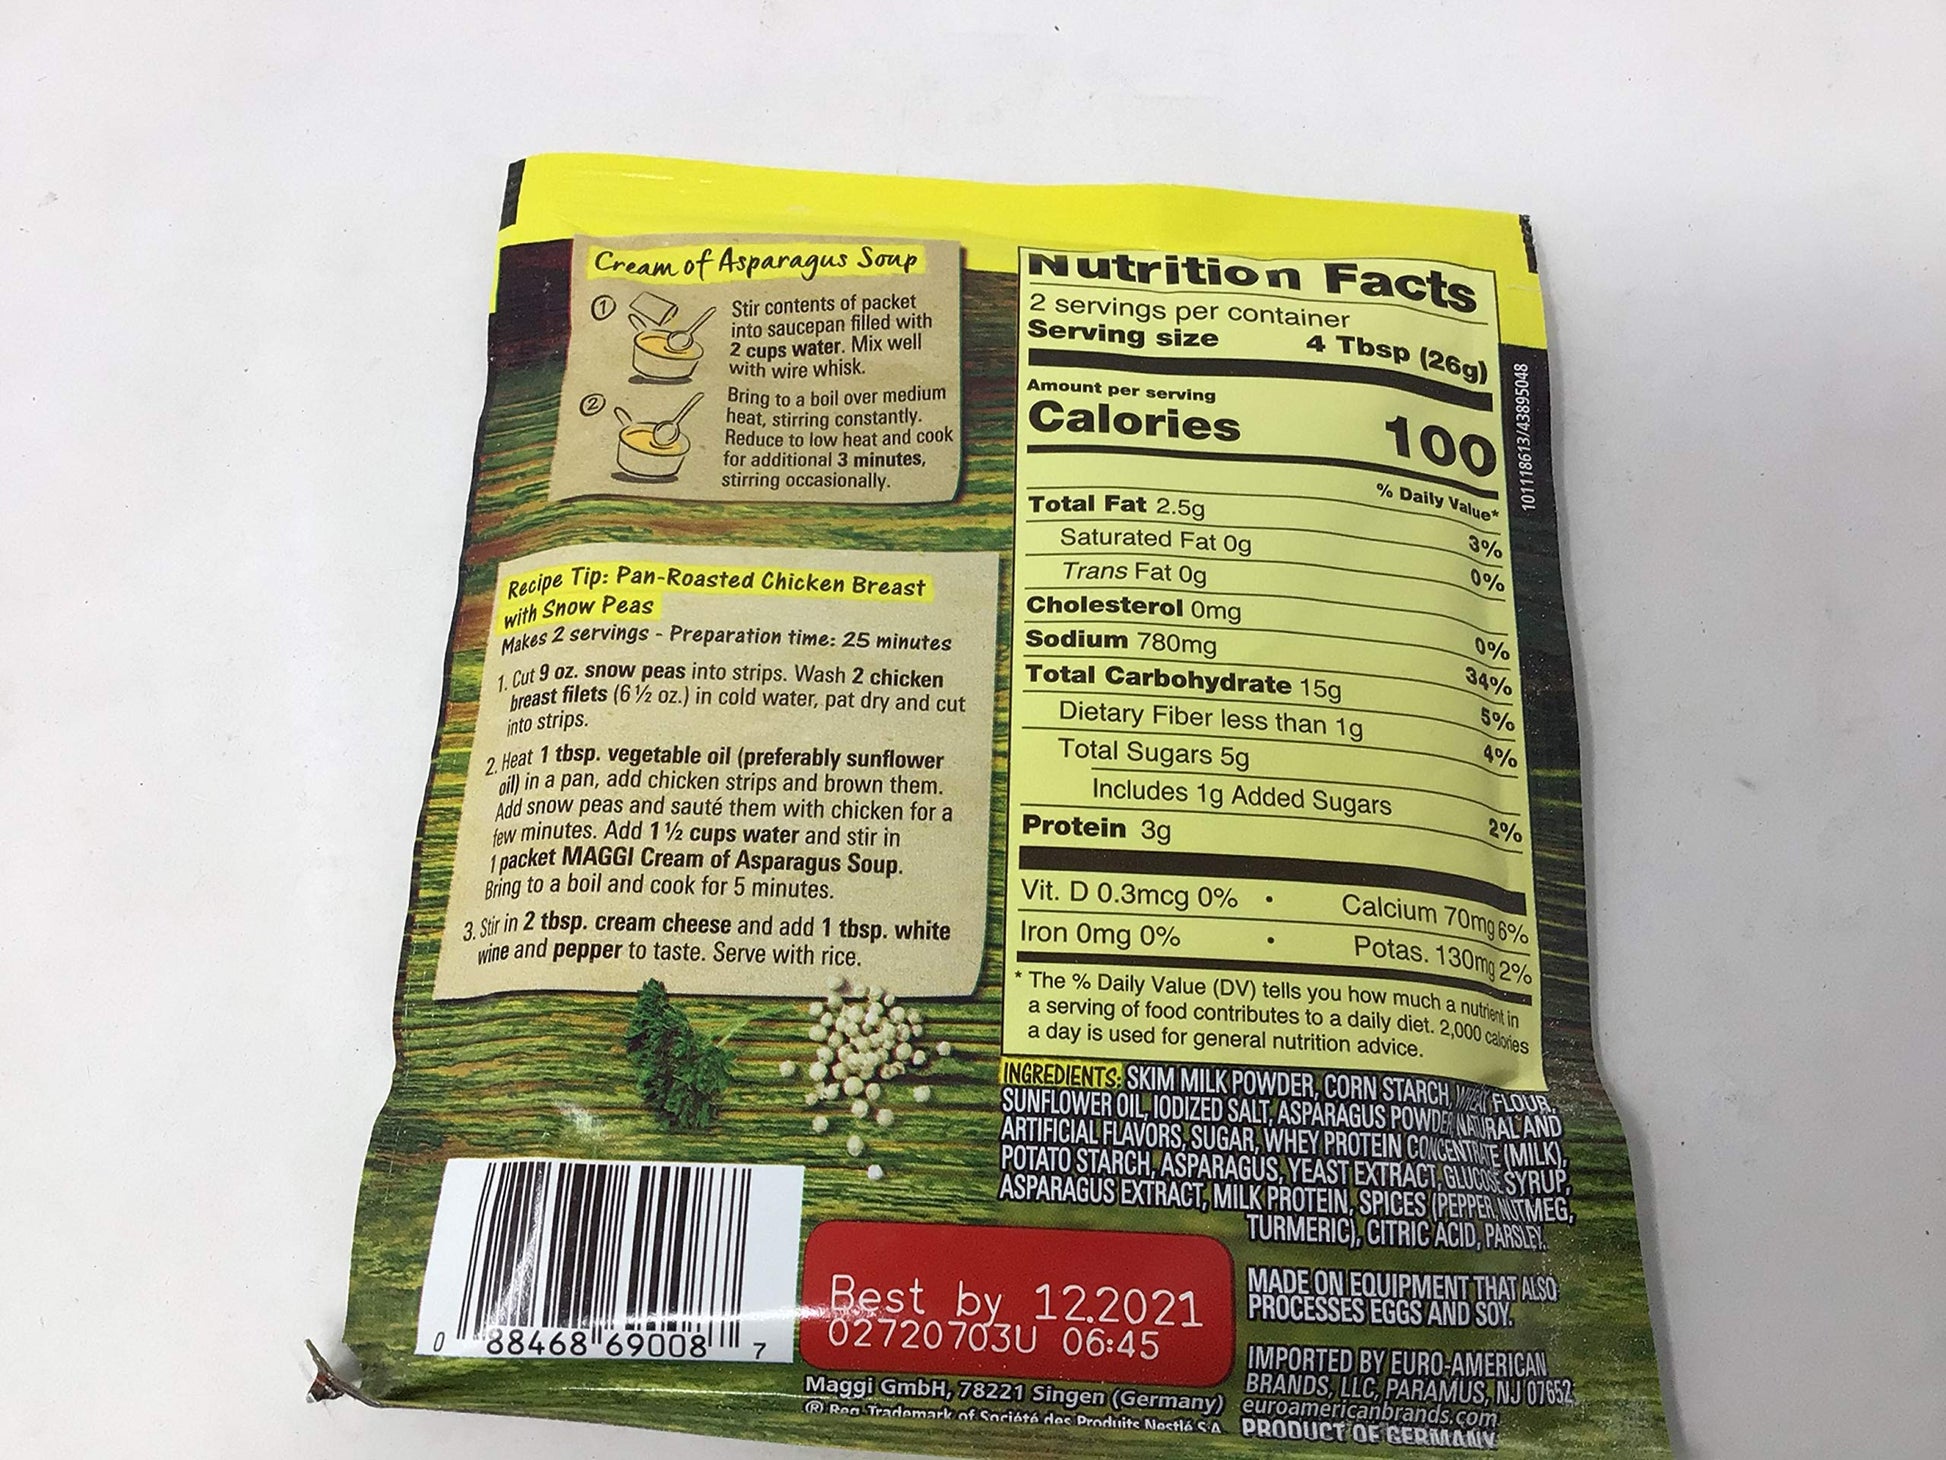 Cream of Asparagus Soup
1
Stir contents of packet
into saucepan filled with
2 cups water. Mix well
with wire whisk.
2
Bring to a boil over medium
heat, stirring constantly.
Reduce to low heat and cook
for additional 3 minutes,
stirring occasionally.
Recipe Tip: Pan-Roasted Chicken Breast
with Snow Peas
Makes 2 servings - Preparation time: 25 minutes
1. Cut 9 oz. snow peas into strips. Wash 2 chicken
breast filets (6 ½ oz.) in cold water, pat dry and cut
into strips.
2. Heat 1 tbsp. vegetable oil (preferably sunflower
oil) in a pan, add chicken strips and brown them.
Add snow peas and sauté them with chicken for a
few minutes. Add 1 ½ cups water and stir in
1 packet MAGGI Cream of Asparagus Soup.
Bring to a boil and cook for 5 minutes.
3. Stir in 2 tbsp. cream cheese and add 1 tbsp. white
wine and pepper to taste. Serve with rice.
Nutrition Facts
2 servings per container
Serving size 4 Tbsp (26g)
Amount per serving
Calories 100
% Daily Value*
Total Fat 2.5g 3%
Saturated Fat 0g 0%
Trans Fat 0g
Cholesterol 0mg 0%
Sodium 780mg 34%
Total Carbohydrate 15g 5%
Dietary Fiber less than 1g 4%
Total Sugars 5g
Includes 1g Added Sugars 2%
Protein 3g
Vit. D 0.3mcg 0% • Calcium 70mg 6%
Iron 0mg 0% • Potas. 130mg 2%
* The % Daily Value (DV) tells you how much a nutrient in
a serving of food contributes to a daily diet. 2,000 calories
a day is used for general nutrition advice.
10118613/43895048
INGREDIENTS: SKIM MILK POWDER, CORN STARCH, WHEAT FLOUR,
SUNFLOWER OIL, IODIZED SALT, ASPARAGUS POWDER, NATURAL AND
ARTIFICIAL FLAVORS, SUGAR, WHEY PROTEIN CONCENTRATE (MILK),
POTATO STARCH, ASPARAGUS, YEAST EXTRACT, GLUCOSE SYRUP,
ASPARAGUS EXTRACT, MILK PROTEIN, SPICES (PEPPER, NUTMEG,
TURMERIC), CITRIC ACID, PARSLEY.
MADE ON EQUIPMENT THAT ALSO
PROCESSES EGGS AND SOY.
IMPORTED BY EURO-AMERICAN
BRANDS, LLC, PARAMUS, NJ 07652
euroamericanbrands.com
PRODUCT OF GERMANY
Best by 12.2021
02720703U 06:45
0 88468 69008 7
Maggi GmbH, 78221 Singen (Germany)
® Reg. Trademark of Société des Produits Nestlé S.A.